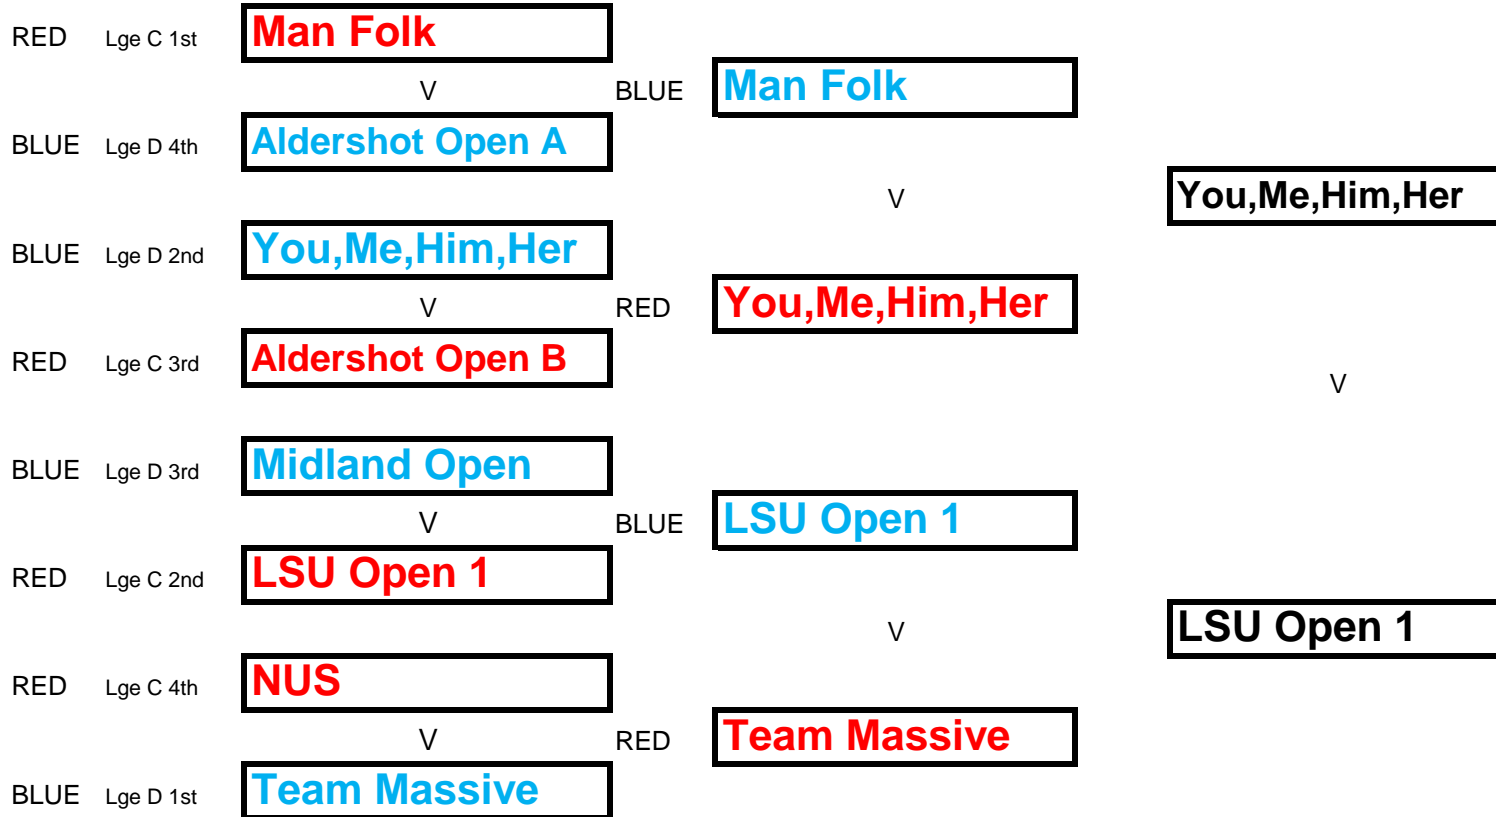 RED Lge C 1st Man Folk
V BLUE Man Folk
BLUE Lge D 4th Aldershot Open A
V You,Me,Him,Her
BLUE Lge D 2nd You,Me,Him,Her
V RED You,Me,Him,Her
RED Lge C 3rd Aldershot Open B
V
BLUE Lge D 3rd Midland Open
V BLUE LSU Open 1
RED Lge C 2nd LSU Open 1
V LSU Open 1
RED Lge C 4th NUS
V RED Team Massive
BLUE Lge D 1st Team Massive